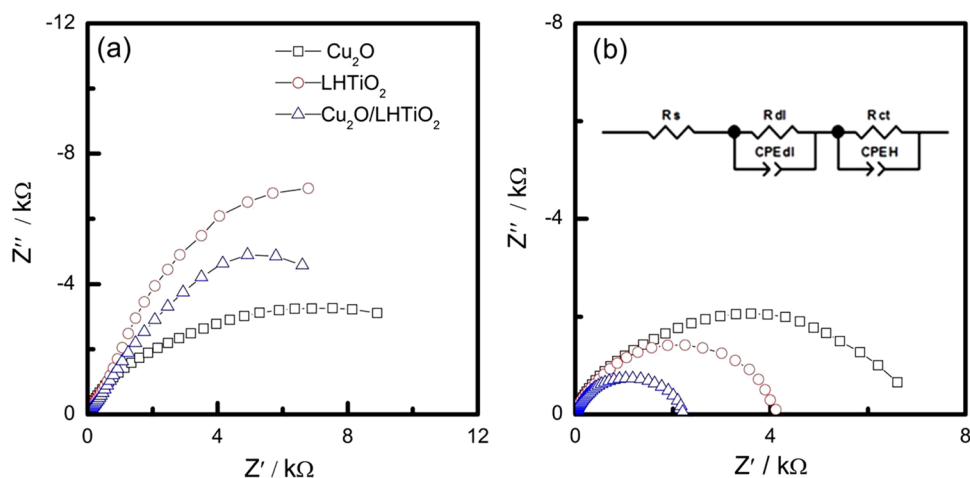 (a)
Cu₂O
LHTiO₂
Cu₂O/LHTiO₂
-12
-8
-4
0
0
4
8
12
Z″ / kΩ
Z′ / kΩ
(b)
Rs
Rdl
Rct
CPEdl
CPEH
-8
-4
0
0
4
8
Z″ / kΩ
Z′ / kΩ